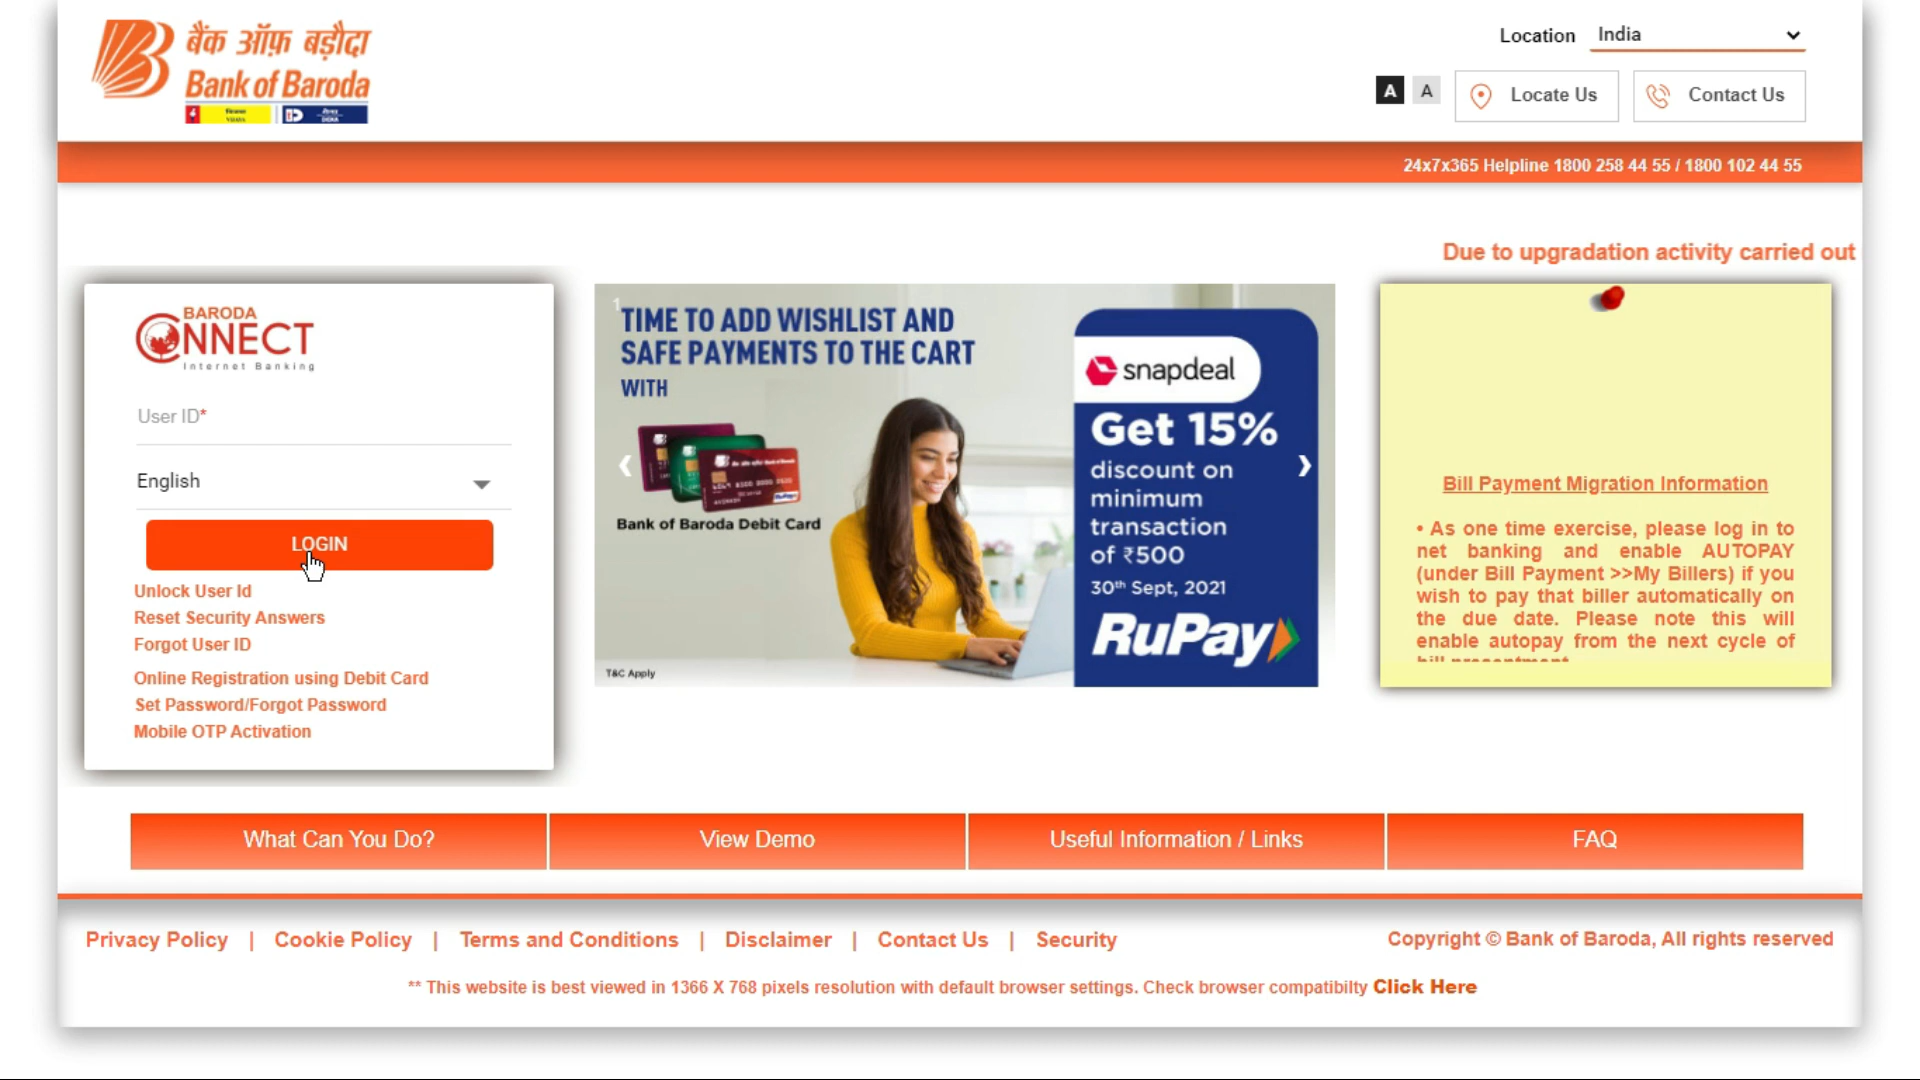 बैंक ऑफ़ बड़ौदा
Bank of Baroda
VIJAYA
DENA
Location India
A A Locate Us Contact Us
24x7x365 Helpline 1800 258 44 55 / 1800 102 44 55
Due to upgradation activity carried out
BARODA
CONNECT
Internet Banking
User ID*
English
LOGIN
Unlock User Id
Reset Security Answers
Forgot User ID
Online Registration using Debit Card
Set Password/Forgot Password
Mobile OTP Activation
1
TIME TO ADD WISHLIST AND
SAFE PAYMENTS TO THE CART
WITH
Bank of Baroda Debit Card
T&C Apply
snapdeal
Get 15%
discount on
minimum
transaction
of ₹500
30th Sept, 2021
RuPay
Bill Payment Migration Information
• As one time exercise, please log in to
net banking and enable AUTOPAY
(under Bill Payment >>My Billers) if you
wish to pay that biller automatically on
the due date. Please note this will
enable autopay from the next cycle of
What Can You Do?
View Demo
Useful Information / Links
FAQ
Privacy Policy | Cookie Policy | Terms and Conditions | Disclaimer | Contact Us | Security
Copyright © Bank of Baroda, All rights reserved
** This website is best viewed in 1366 X 768 pixels resolution with default browser settings. Check browser compatibilty Click Here